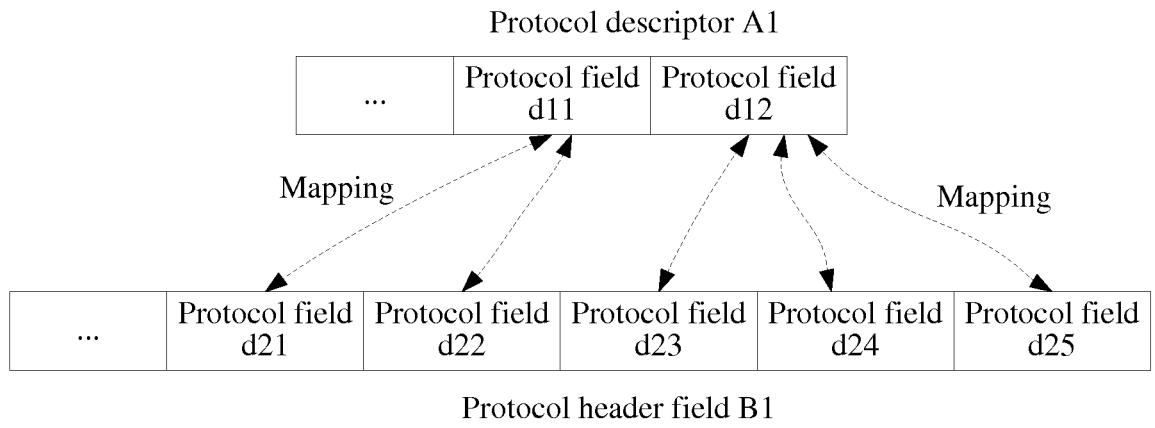 Protocol descriptor A1
...
Protocol field
d11
Protocol field
d12
Mapping
Mapping
...
Protocol field
d21
Protocol field
d22
Protocol field
d23
Protocol field
d24
Protocol field
d25
Protocol header field B1